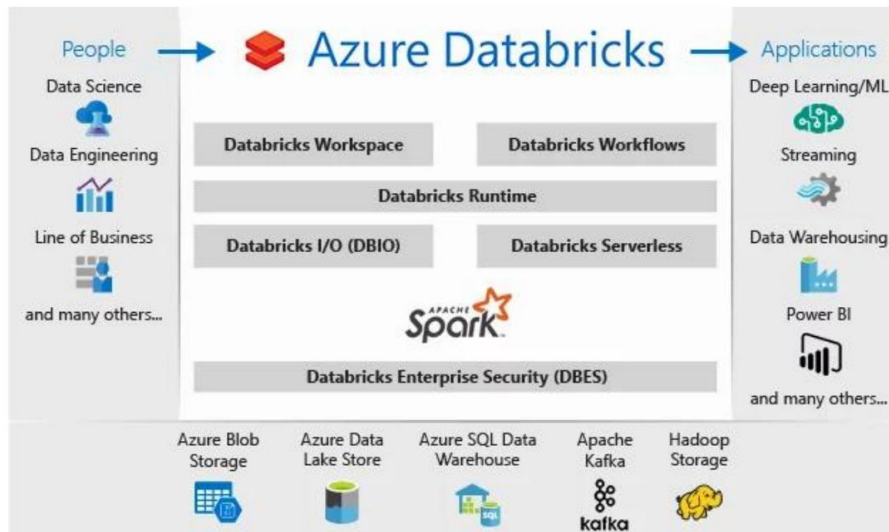 Azure Databricks
People
Data Science
Data Engineering
Line of Business
and many others...
Databricks Workspace
Databricks Workflows
Databricks Runtime
Databricks I/O (DBIO)
Databricks Serverless
APACHE
Spark
Databricks Enterprise Security (DBES)
Applications
Deep Learning/ML
Streaming
Data Warehousing
Power BI
and many others...
Azure Blob
Storage
Azure Data
Lake Store
Azure SQL Data
Warehouse
SQL
Apache
Kafka
kafka
Hadoop
Storage